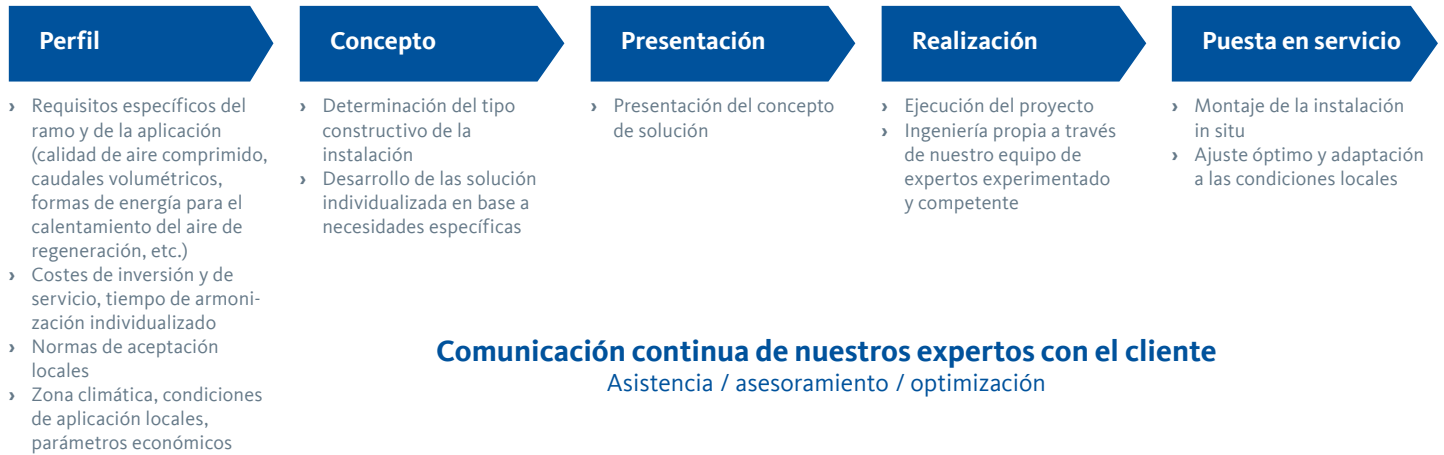 Perfil
› Requisitos específicos del
ramo y de la aplicación
(calidad de aire comprimido,
caudales volumétricos,
formas de energía para el
calentamiento del aire de
regeneración, etc.)
› Costes de inversión y de
servicio, tiempo de armoni-
zación individualizado
› Normas de aceptación
locales
› Zona climática, condiciones
de aplicación locales,
parámetros económicos
Concepto
› Determinación del tipo
constructivo de la
instalación
› Desarrollo de las solución
individualizada en base a
necesidades específicas
Presentación
› Presentación del concepto
de solución
Realización
› Ejecución del proyecto
› Ingeniería propia a través
de nuestro equipo de
expertos experimentado
y competente
Puesta en servicio
› Montaje de la instalación
in situ
› Ajuste óptimo y adaptación
a las condiciones locales
Comunicación continua de nuestros expertos con el cliente
Asistencia / asesoramiento / optimización